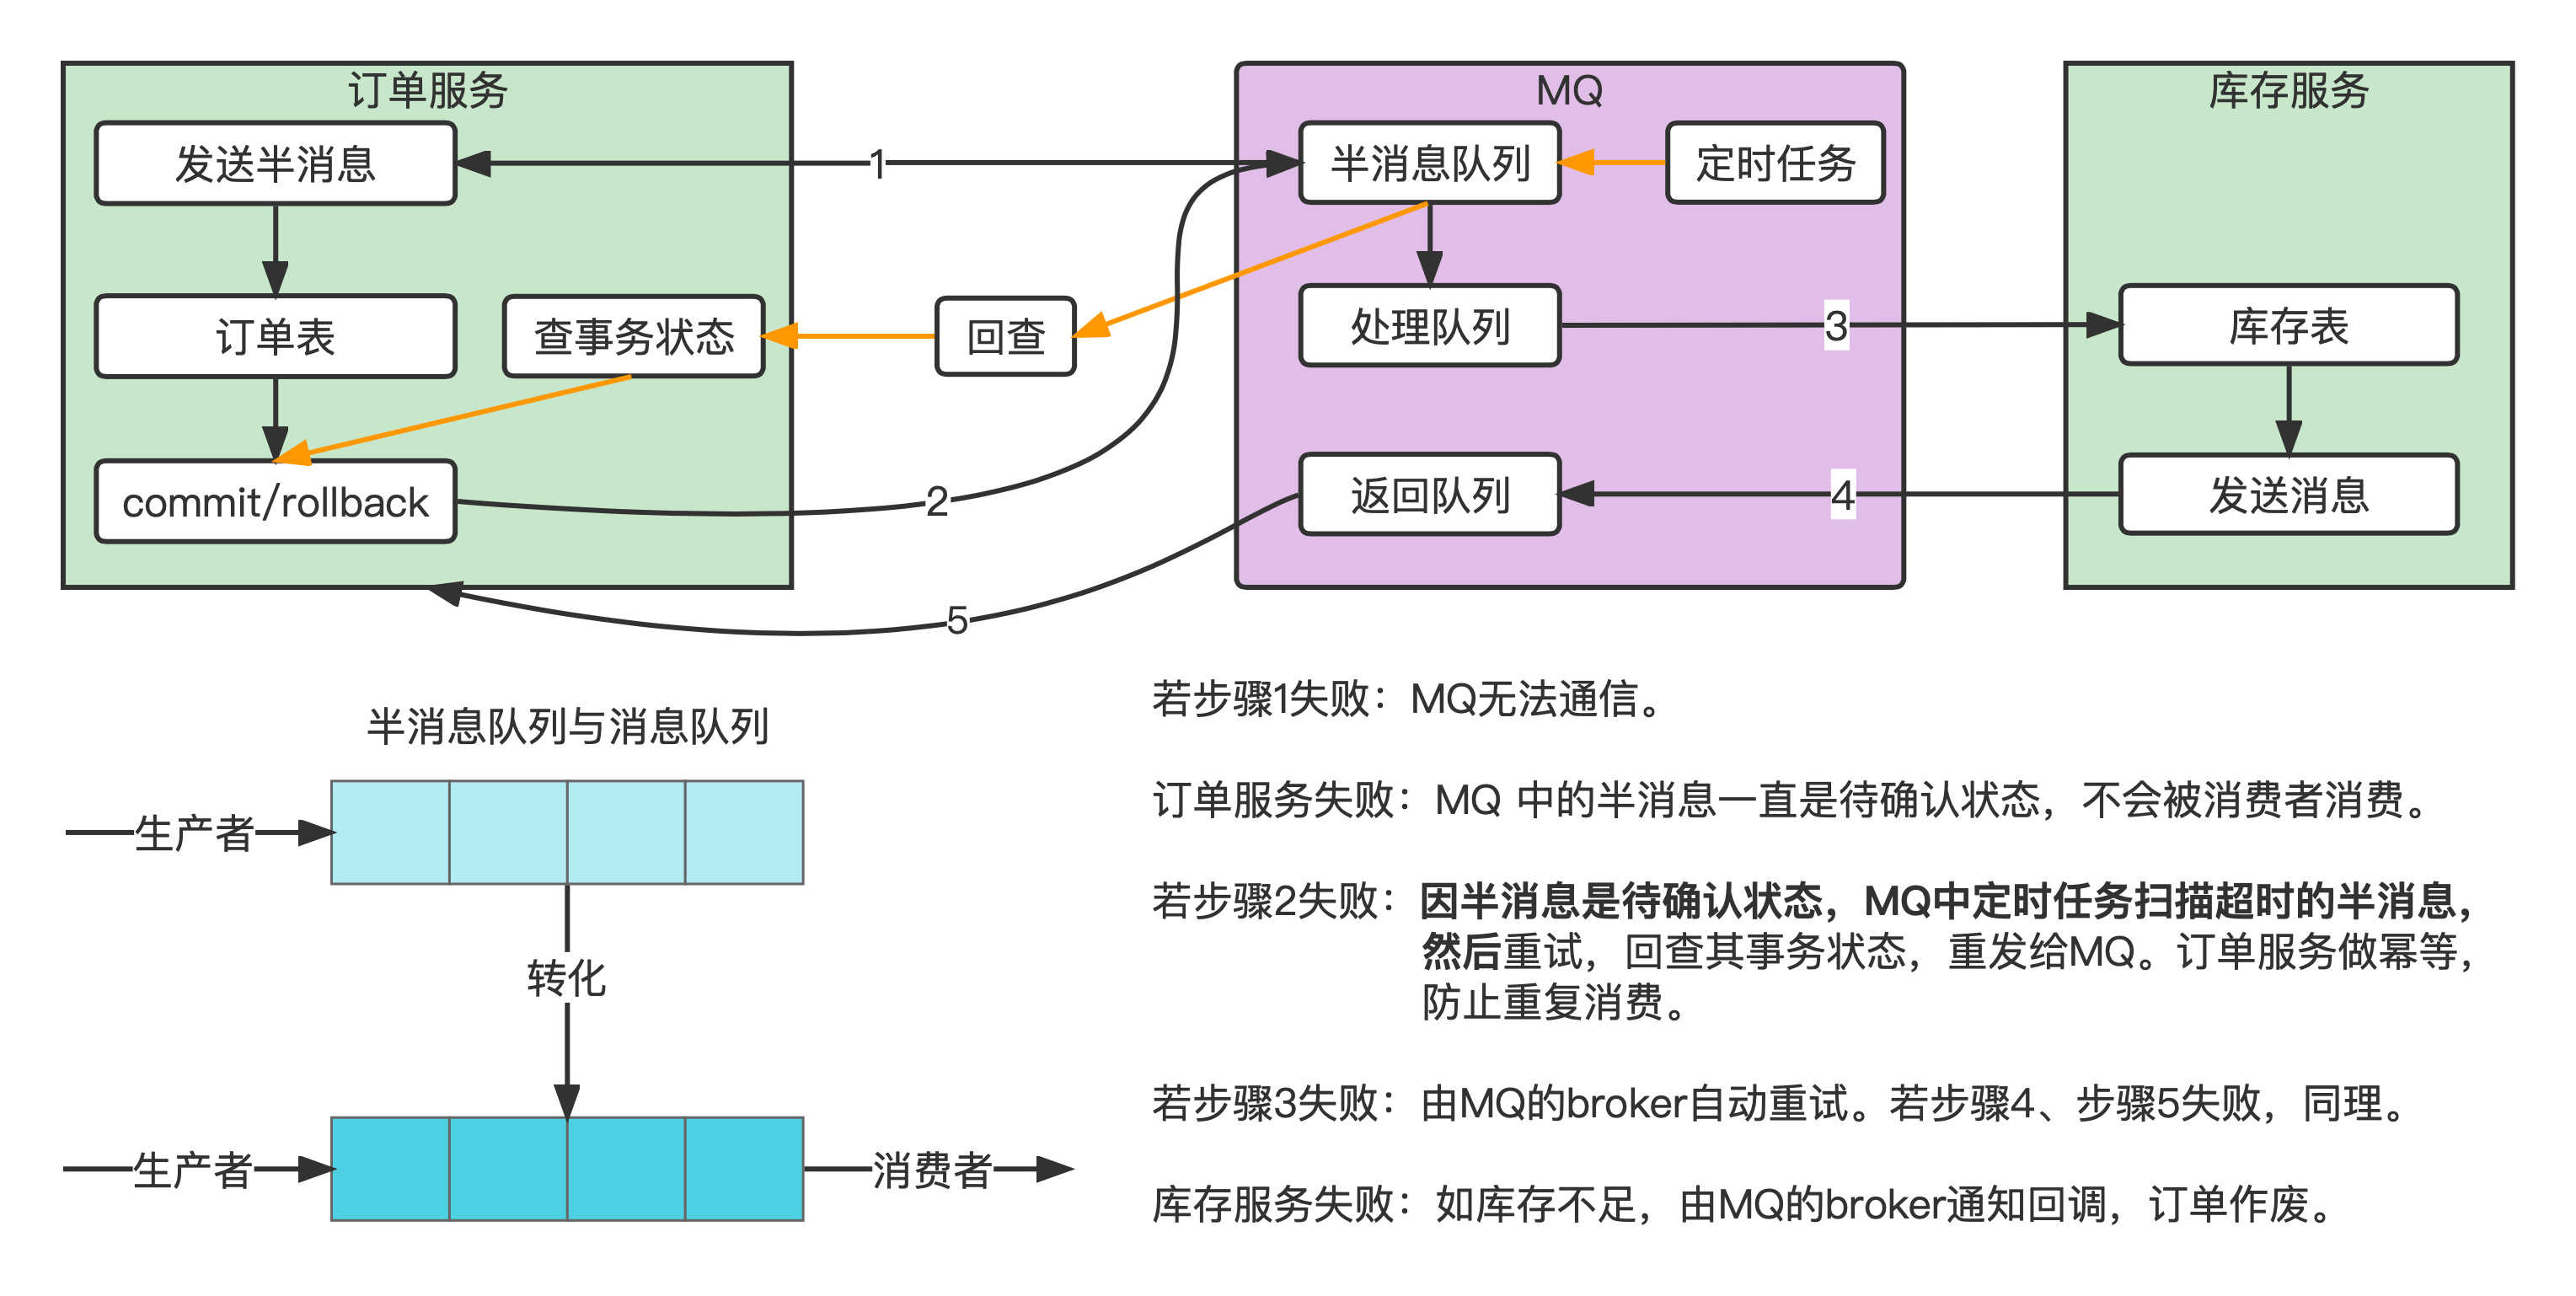 订单服务
MQ
库存服务
发送半消息
1
半消息队列
定时任务
订单表
查事务状态
回查
处理队列
3
库存表
commit/rollback
2
返回队列
4
发送消息
5
半消息队列与消息队列
生产者
转化
生产者
消费者
若步骤1失败：MQ无法通信。
订单服务失败：MQ 中的半消息一直是待确认状态，不会被消费者消费。
若步骤2失败：因半消息是待确认状态，MQ中定时任务扫描超时的半消息，
然后重试，回查其事务状态，重发给MQ。订单服务做幂等，
防止重复消费。
若步骤3失败：由MQ的broker自动重试。若步骤4、步骤5失败，同理。
库存服务失败：如库存不足，由MQ的broker通知回调，订单作废。